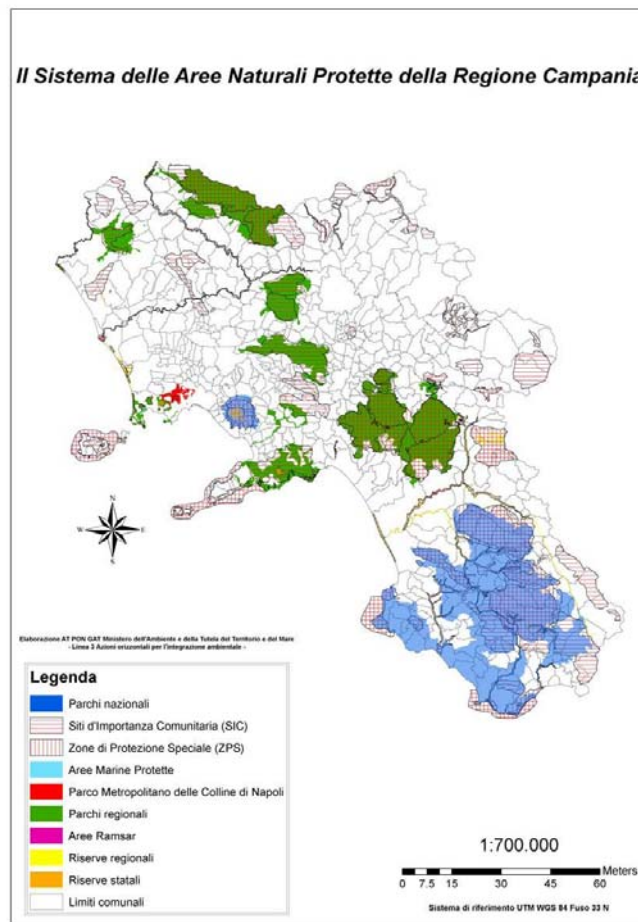 Il Sistema delle Aree Naturali Protette della Regione Campania
N
W
E
S
Elaborazione AT PON GAT Ministero dell'Ambiente e della Tutela del Territorio e del Mare
- Linea 3 Azioni orizzontali per l'integrazione ambientale -
Legenda
Parchi nazionali
Siti d'Importanza Comunitaria (SIC)
Zone di Protezione Speciale (ZPS)
Aree Marine Protette
Parco Metropolitano delle Colline di Napoli
Parchi regionali
Aree Ramsar
Riserve regionali
Riserve statali
Limiti comunali
1:700.000
Meters
0 7.5 15 30 45 60
Sistema di riferimento UTM WGS 84 Fuso 33 N